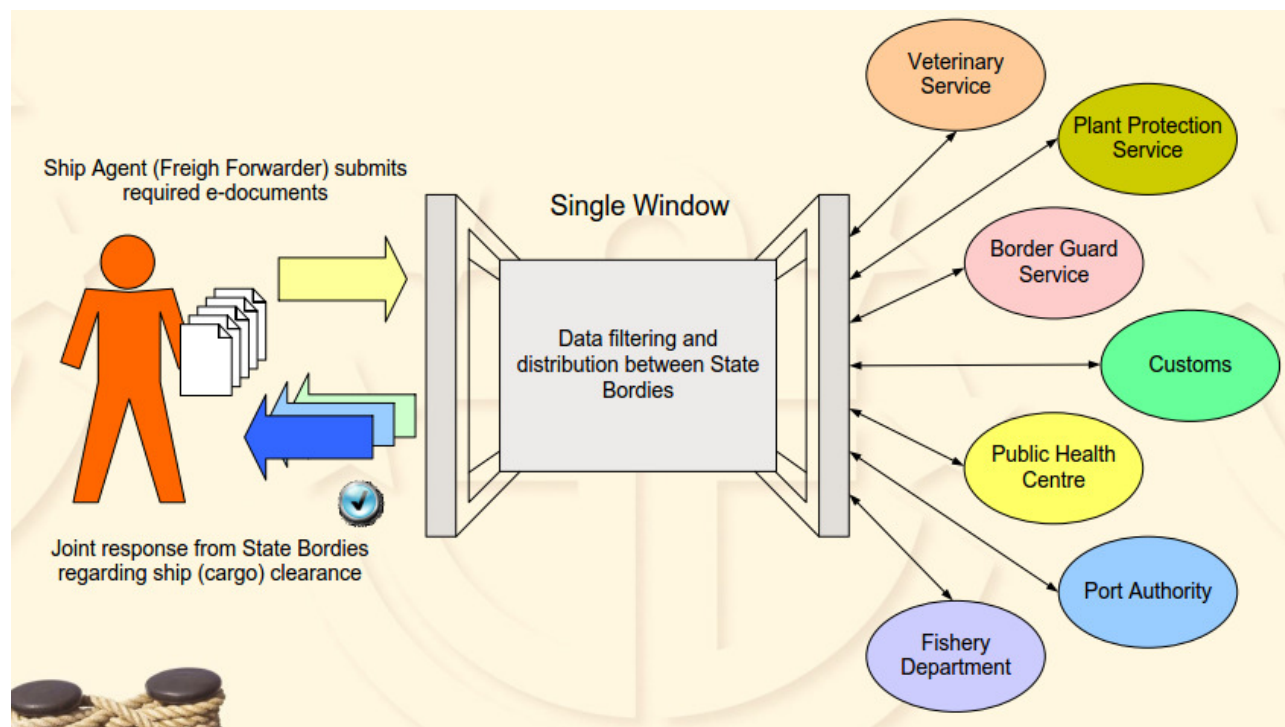 Ship Agent (Freigh Forwarder) submits
required e-documents
Joint response from State Bordies
regarding ship (cargo) clearance
Single Window
Data filtering and
distribution between State
Bordies
Veterinary
Service
Plant Protection
Service
Border Guard
Service
Customs
Public Health
Centre
Port Authority
Fishery
Department